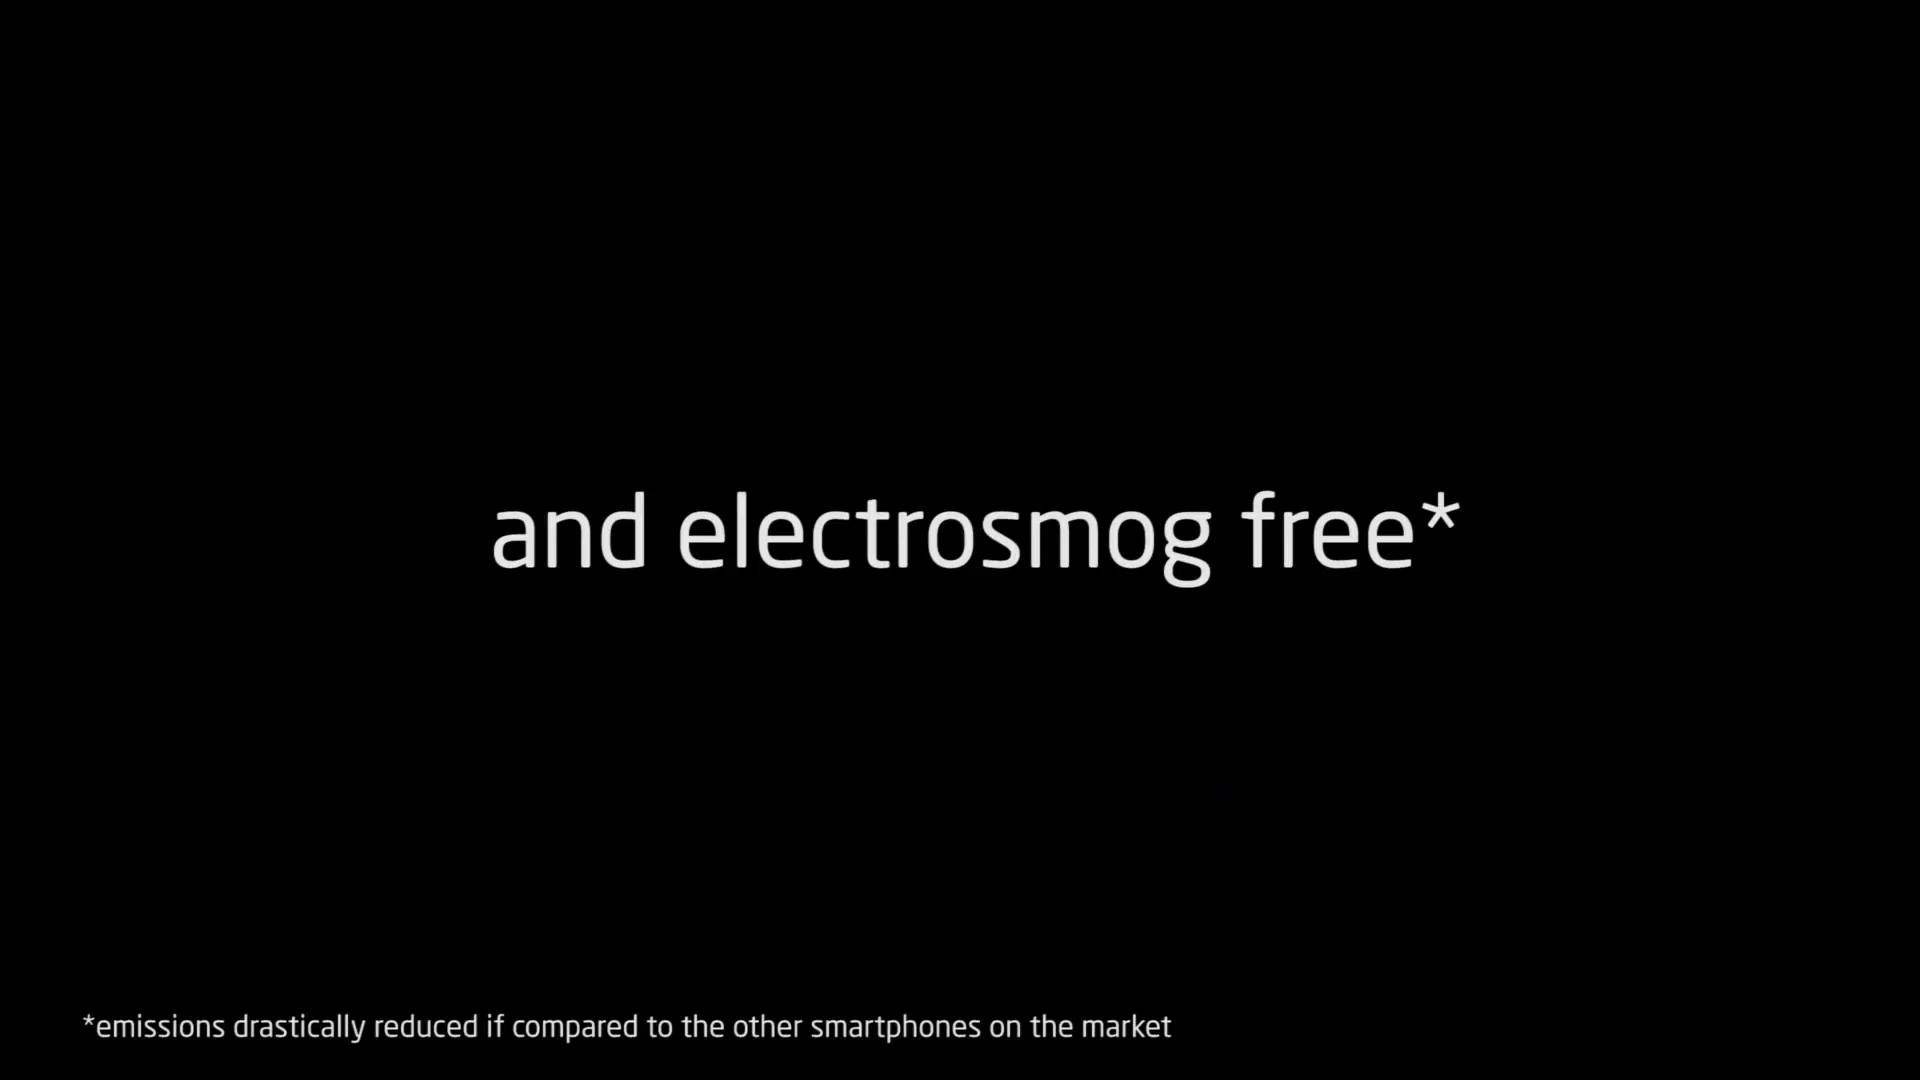 and electrosmog free*
*emissions drastically reduced if compared to the other smartphones on the market